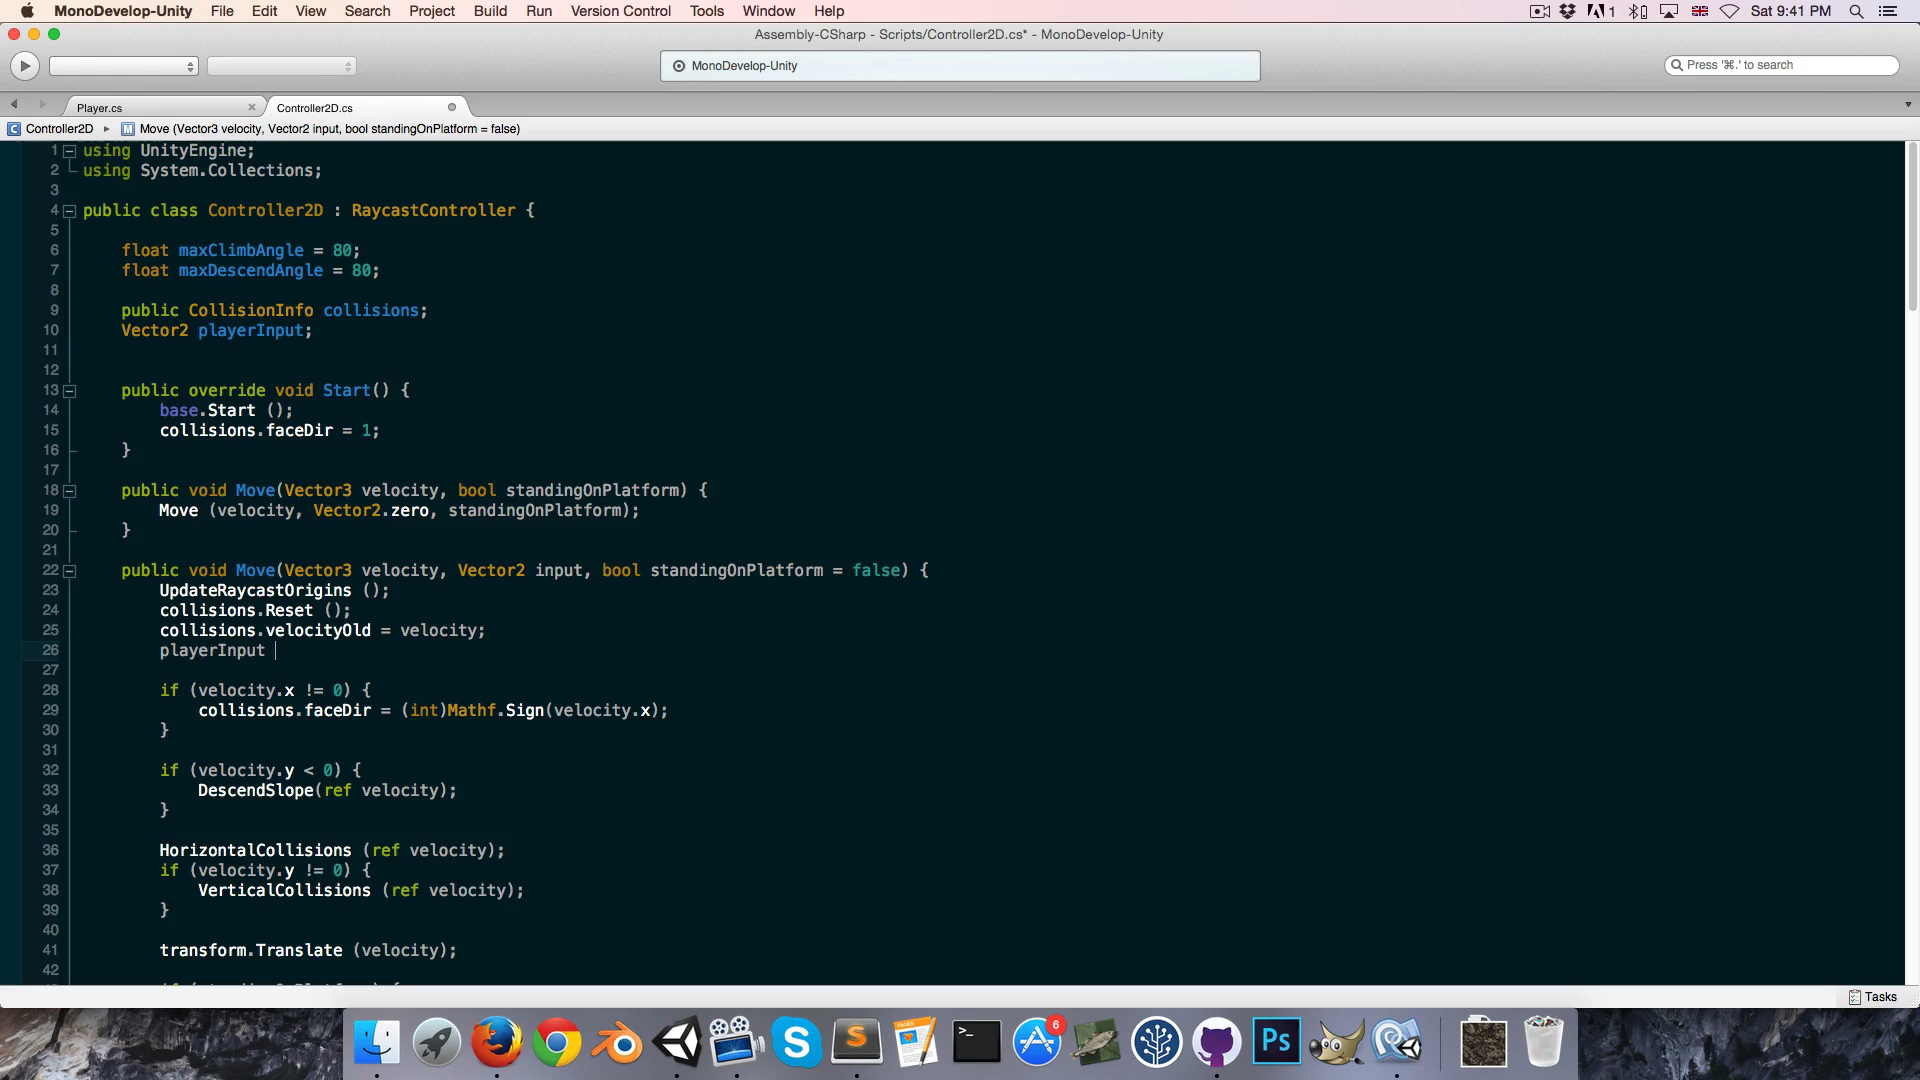 MonoDevelop-Unity File Edit View Search Project Build Run Version Control Tools Window Help 1 Sat 9:41 PM
Assembly-CSharp - Scripts/Controller2D.cs* - MonoDevelop-Unity
MonoDevelop-Unity
Press '⌘.' to search
Player.cs
Controller2D.cs
C Controller2D M Move (Vector3 velocity, Vector2 input, bool standingOnPlatform = false)
1 using UnityEngine;
2 using System.Collections;
3
4 public class Controller2D : RaycastController {
5
6 float maxClimbAngle = 80;
7 float maxDescendAngle = 80;
8
9 public CollisionInfo collisions;
10 Vector2 playerInput;
11
12
13 public override void Start() {
14 base.Start ();
15 collisions.faceDir = 1;
16 }
17
18 public void Move(Vector3 velocity, bool standingOnPlatform) {
19 Move (velocity, Vector2.zero, standingOnPlatform);
20 }
21
22 public void Move(Vector3 velocity, Vector2 input, bool standingOnPlatform = false) {
23 UpdateRaycastOrigins ();
24 collisions.Reset ();
25 collisions.velocityOld = velocity;
26 playerInput
27
28 if (velocity.x != 0) {
29 collisions.faceDir = (int)Mathf.Sign(velocity.x);
30 }
31
32 if (velocity.y < 0) {
33 DescendSlope(ref velocity);
34 }
35
36 HorizontalCollisions (ref velocity);
37 if (velocity.y != 0) {
38 VerticalCollisions (ref velocity);
39 }
40
41 transform.Translate (velocity);
42
Tasks
S
PAGES
>_
6
Ps